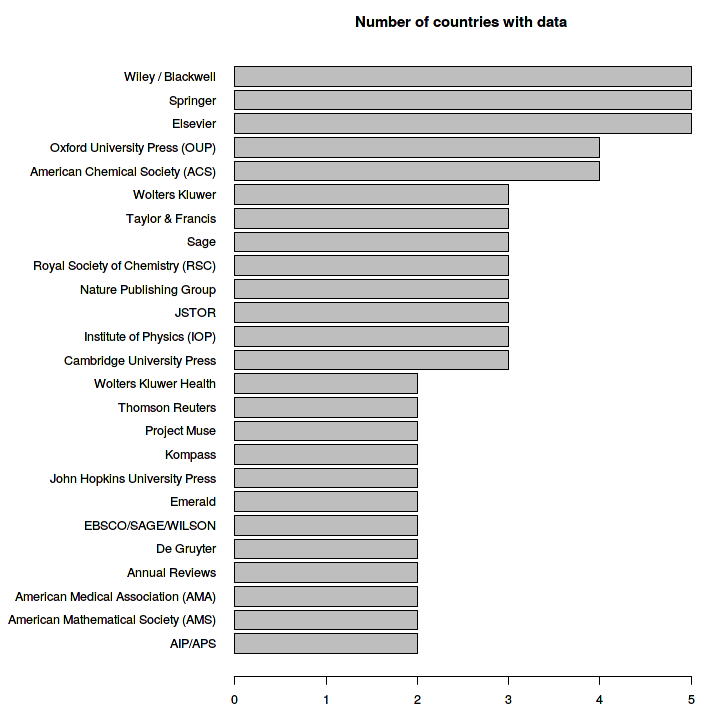 Number of countries with data
Wiley / Blackwell
Springer
Elsevier
Oxford University Press (OUP)
American Chemical Society (ACS)
Wolters Kluwer
Taylor & Francis
Sage
Royal Society of Chemistry (RSC)
Nature Publishing Group
JSTOR
Institute of Physics (IOP)
Cambridge University Press
Wolters Kluwer Health
Thomson Reuters
Project Muse
Kompass
John Hopkins University Press
Emerald
EBSCO/SAGE/WILSON
De Gruyter
Annual Reviews
American Medical Association (AMA)
American Mathematical Society (AMS)
AIP/APS
0 1 2 3 4 5